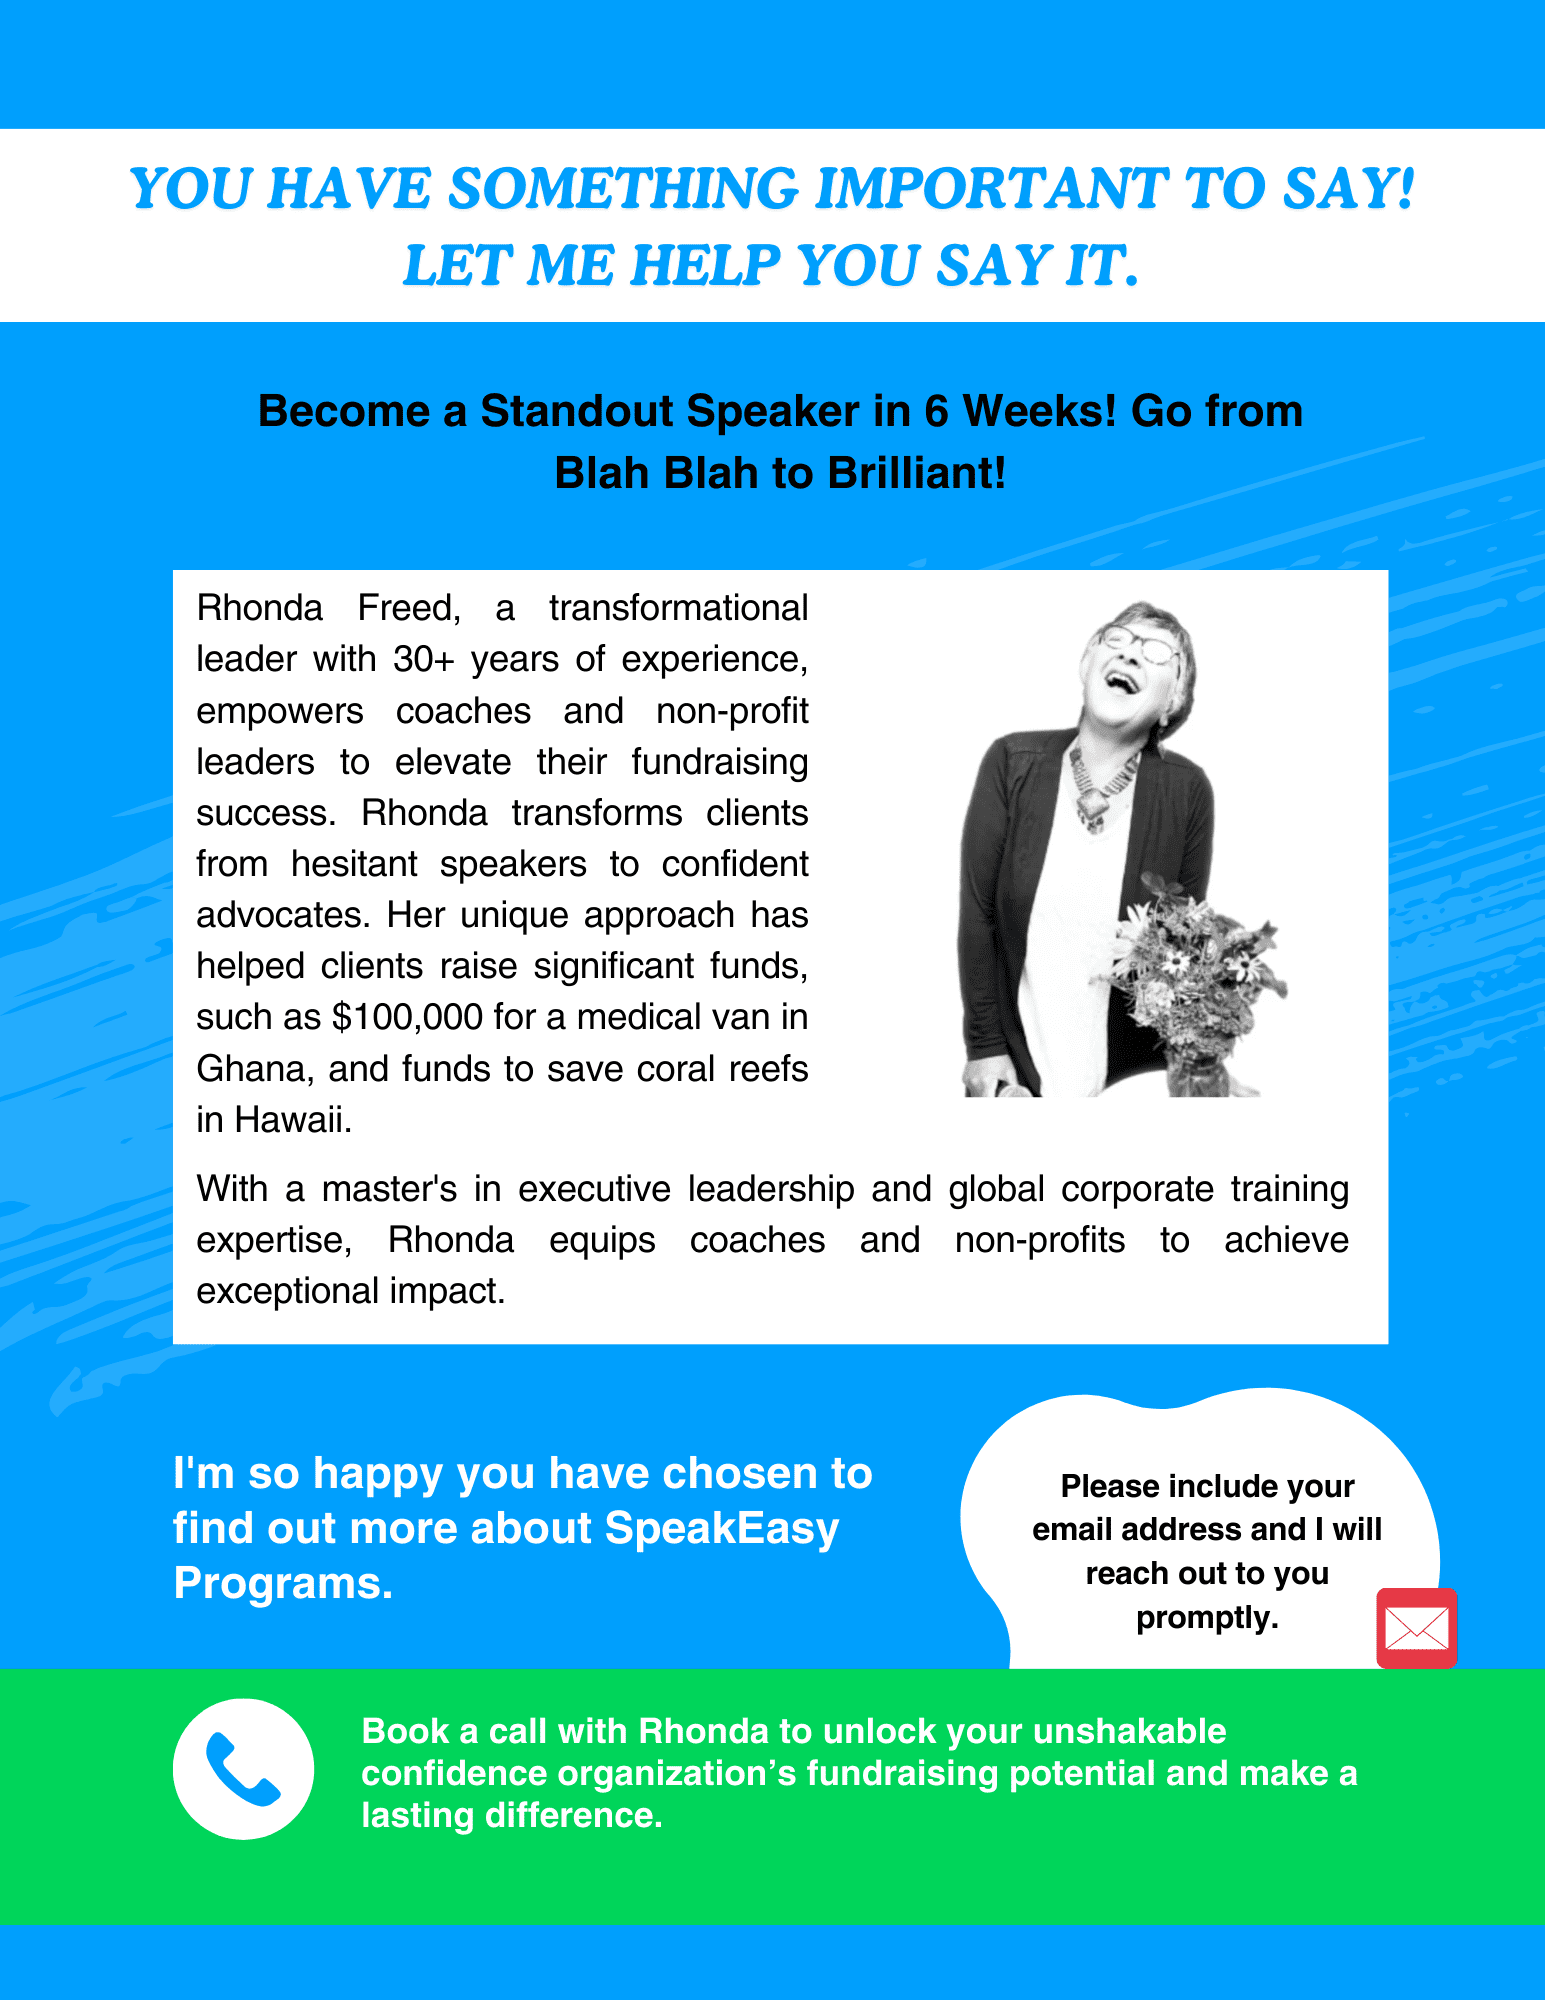 YOU HAVE SOMETHING IMPORTANT TO SAY!
LET ME HELP YOU SAY IT.
Become a Standout Speaker in 6 Weeks! Go from
Blah Blah to Brilliant!
Rhonda Freed, a transformational
leader with 30+ years of experience,
empowers coaches and non-profit
leaders to elevate their fundraising
success. Rhonda transforms clients
from hesitant speakers to confident
advocates. Her unique approach has
helped clients raise significant funds,
such as $100,000 for a medical van in
Ghana, and funds to save coral reefs
in Hawaii.
With a master's in executive leadership and global corporate training
expertise, Rhonda equips coaches and non-profits to achieve
exceptional impact.
I'm so happy you have chosen to
find out more about SpeakEasy
Programs.
Please include your
email address and I will
reach out to you
promptly.
Book a call with Rhonda to unlock your unshakable
confidence organization’s fundraising potential and make a
lasting difference.